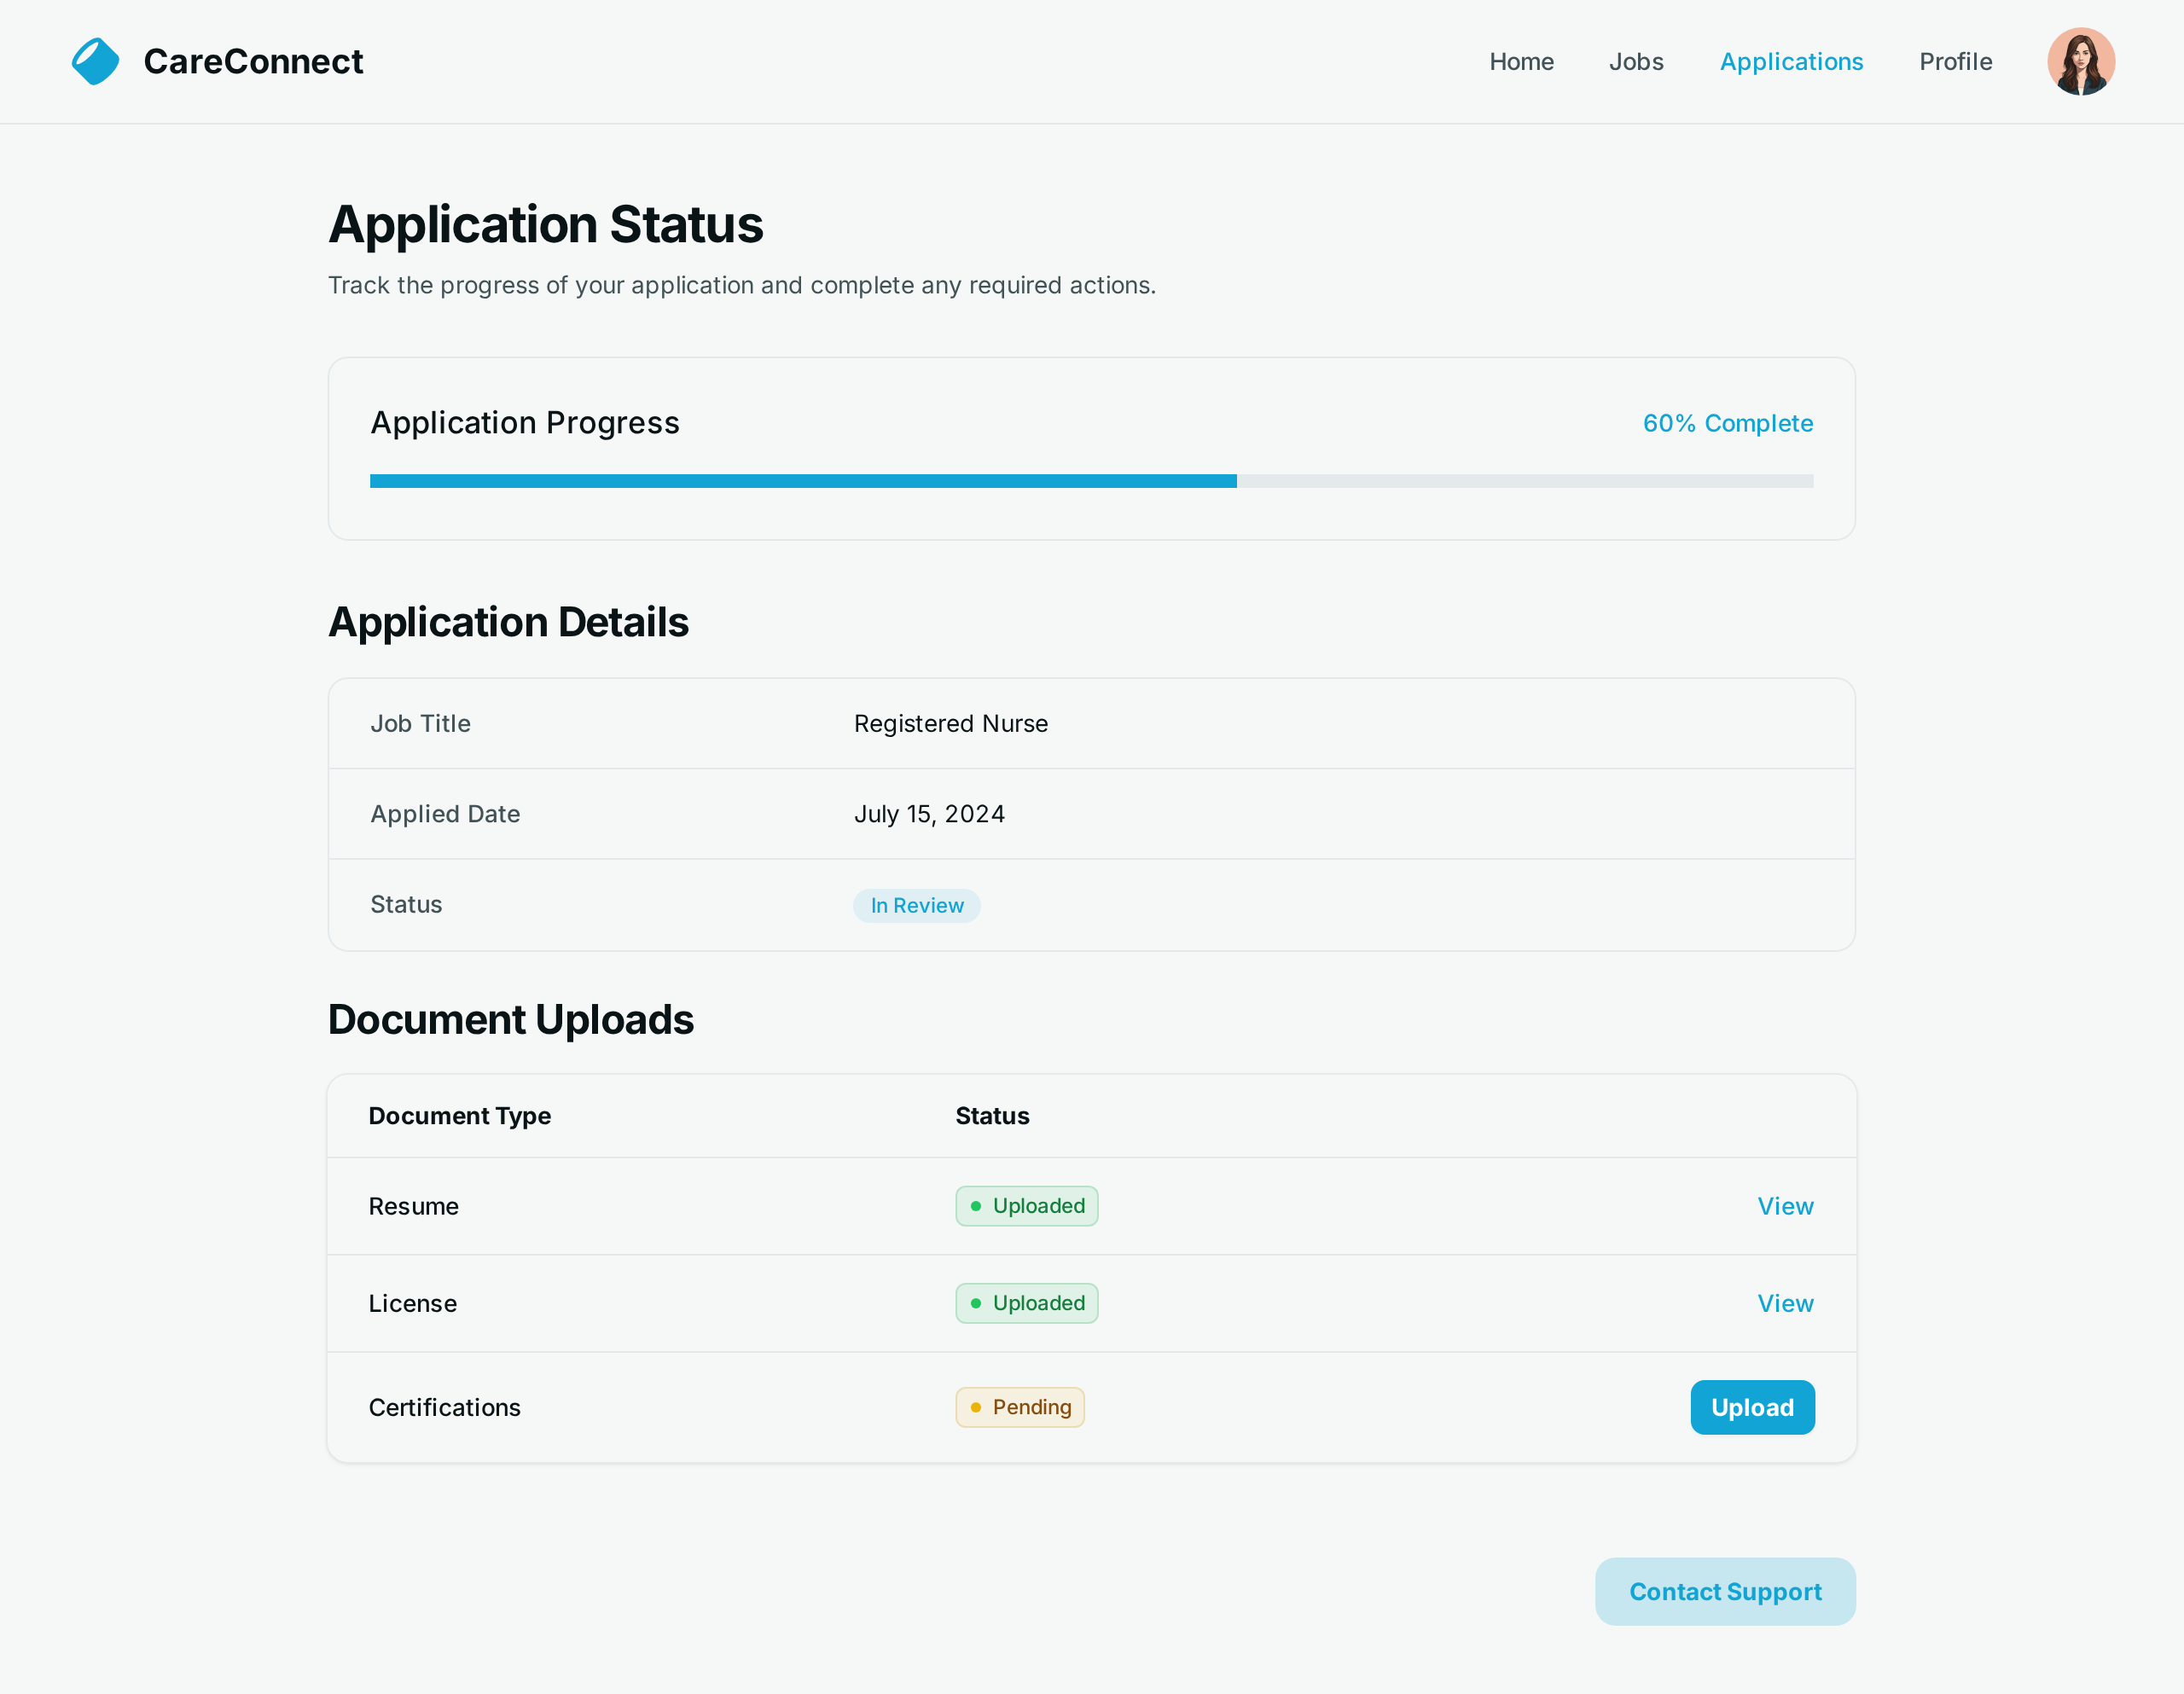 CareConnect
Home Jobs Applications Profile
Application Status
Track the progress of your application and complete any required actions.
Application Progress 60% Complete
Application Details
Job Title Registered Nurse
Applied Date July 15, 2024
Status In Review
Document Uploads
Document Type Status
Resume Uploaded View
License Uploaded View
Certifications Pending Upload
Contact Support